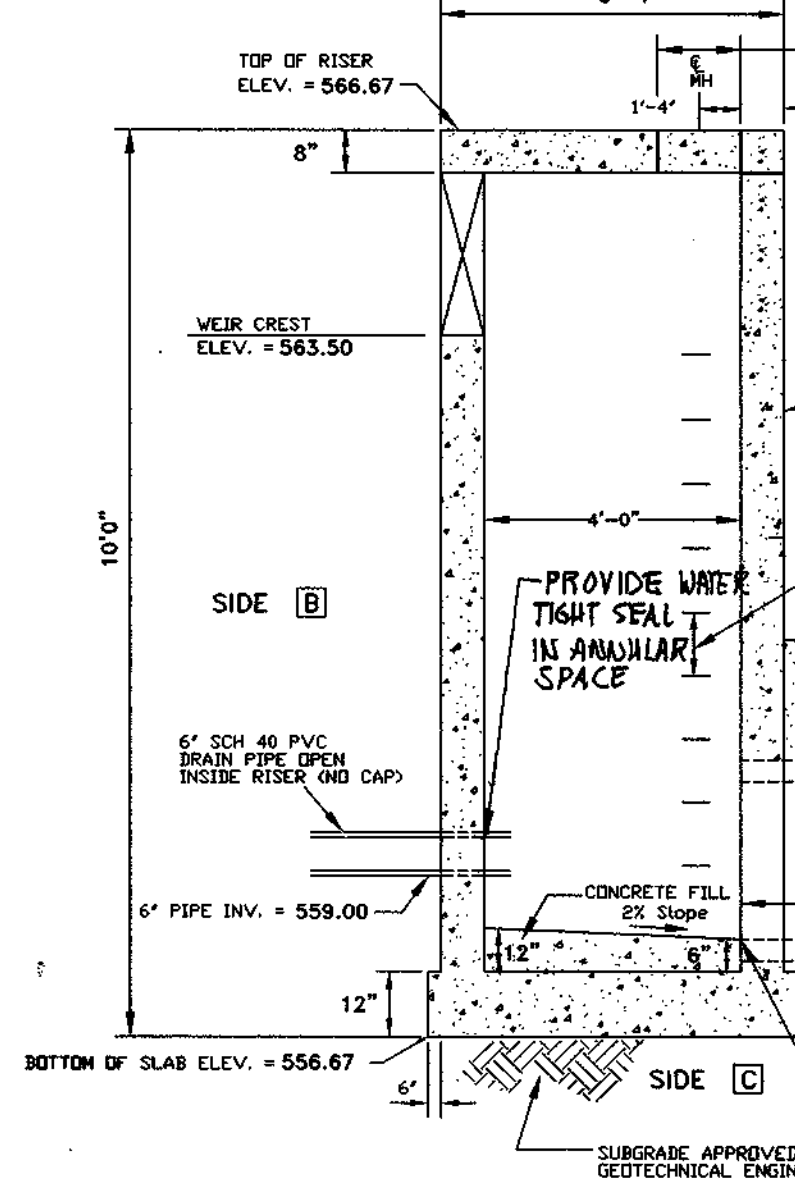 TOP OF RISER
ELEV. = 566.67
℄
MH
1'-4"
8"
WEIR CREST
ELEV. = 563.50
10'0"
4'-0"
SIDE B
PROVIDE WATER
TIGHT SEAL
IN ANNULAR
SPACE
6" SCH 40 PVC
DRAIN PIPE OPEN
INSIDE RISER (NO CAP)
6" PIPE INV. = 559.00
CONCRETE FILL
2% Slope
12"
6"
12"
BOTTOM OF SLAB ELEV. = 556.67
6"
SIDE C
SUBGRADE APPROVED
GEOTECHNICAL